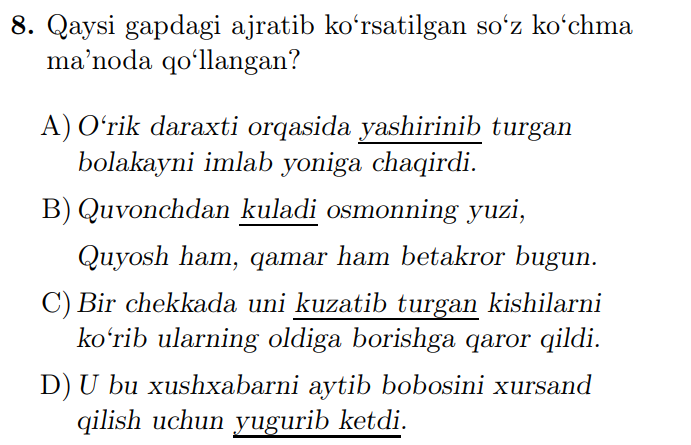 8. Qaysi gapdagi ajratib ko‘rsatilgan so‘z ko‘chma
ma’noda qo‘llangan?
A) O‘rik daraxti orqasida yashirinib turgan
bolakayni imlab yoniga chaqirdi.
B) Quvonchdan kuladi osmonning yuzi,
Quyosh ham, qamar ham betakror bugun.
C) Bir chekkada uni kuzatib turgan kishilarni
ko‘rib ularning oldiga borishga qaror qildi.
D) U bu xushxabarni aytib bobosini xursand
qilish uchun yugurib ketdi.